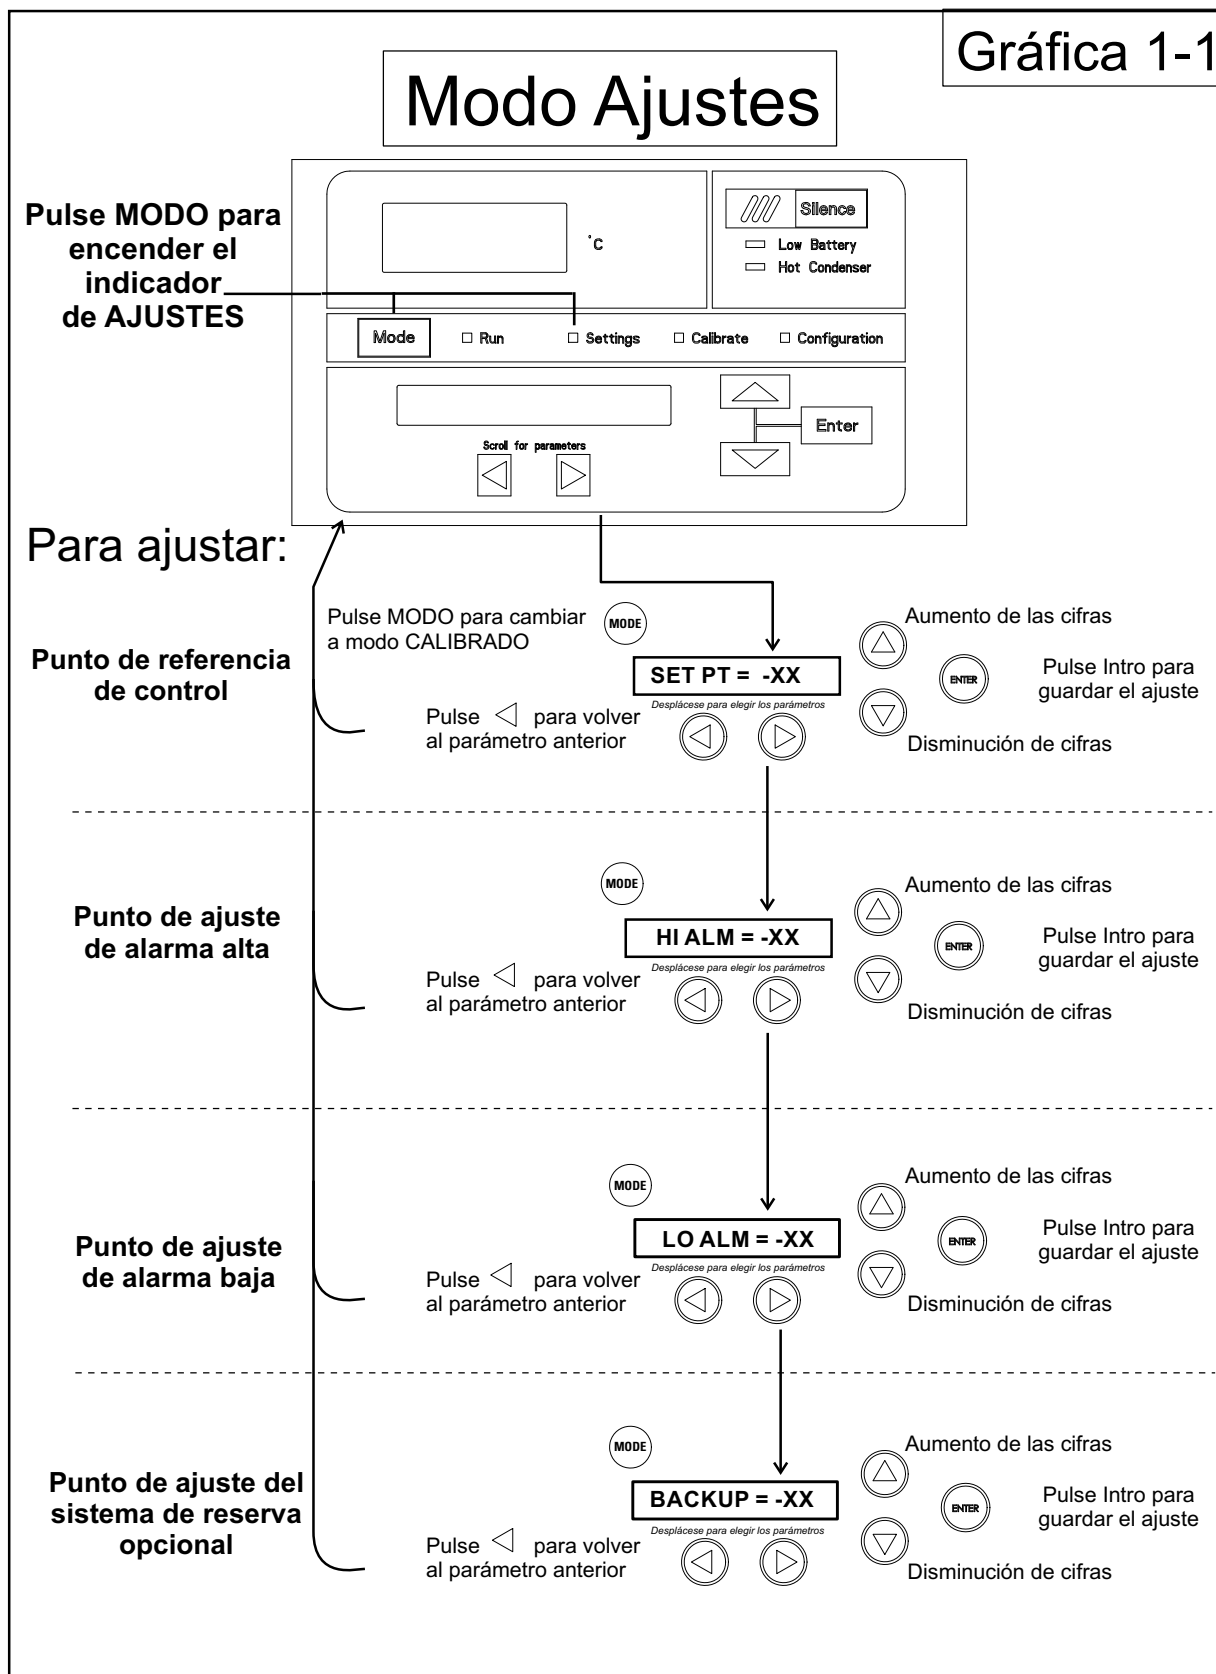 Gráfica 1-1
Modo Ajustes
Pulse MODO para
encender el
indicador
de AJUSTES
°C
Silence
Low Battery
Hot Condenser
Mode
Run
Settings
Calibrate
Configuration
Scroll for parameters
Enter
Para ajustar:
Punto de referencia
de control
Pulse MODO para cambiar
a modo CALIBRADO
MODE
SET PT = -XX
Desplácese para elegir los parámetros
Pulse ◁ para volver
al parámetro anterior
Aumento de las cifras
ENTER
Pulse Intro para
guardar el ajuste
Disminución de cifras
Punto de ajuste
de alarma alta
MODE
HI ALM = -XX
Desplácese para elegir los parámetros
Pulse ◁ para volver
al parámetro anterior
Aumento de las cifras
ENTER
Pulse Intro para
guardar el ajuste
Disminución de cifras
Punto de ajuste
de alarma baja
MODE
LO ALM = -XX
Desplácese para elegir los parámetros
Pulse ◁ para volver
al parámetro anterior
Aumento de las cifras
ENTER
Pulse Intro para
guardar el ajuste
Disminución de cifras
Punto de ajuste del
sistema de reserva
opcional
MODE
BACKUP = -XX
Desplácese para elegir los parámetros
Pulse ◁ para volver
al parámetro anterior
Aumento de las cifras
ENTER
Pulse Intro para
guardar el ajuste
Disminución de cifras